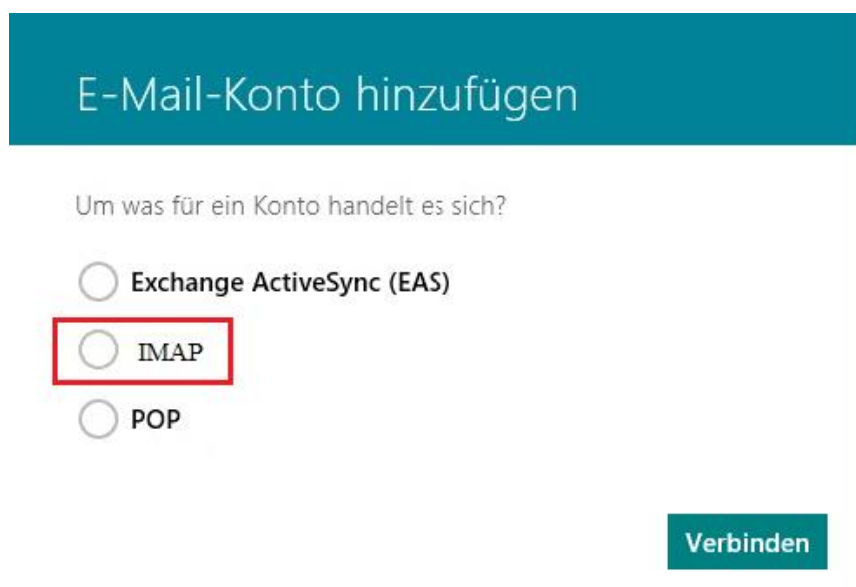 E-Mail-Konto hinzufügen
Um was für ein Konto handelt es sich?
Exchange ActiveSync (EAS)
IMAP
POP
Verbinden